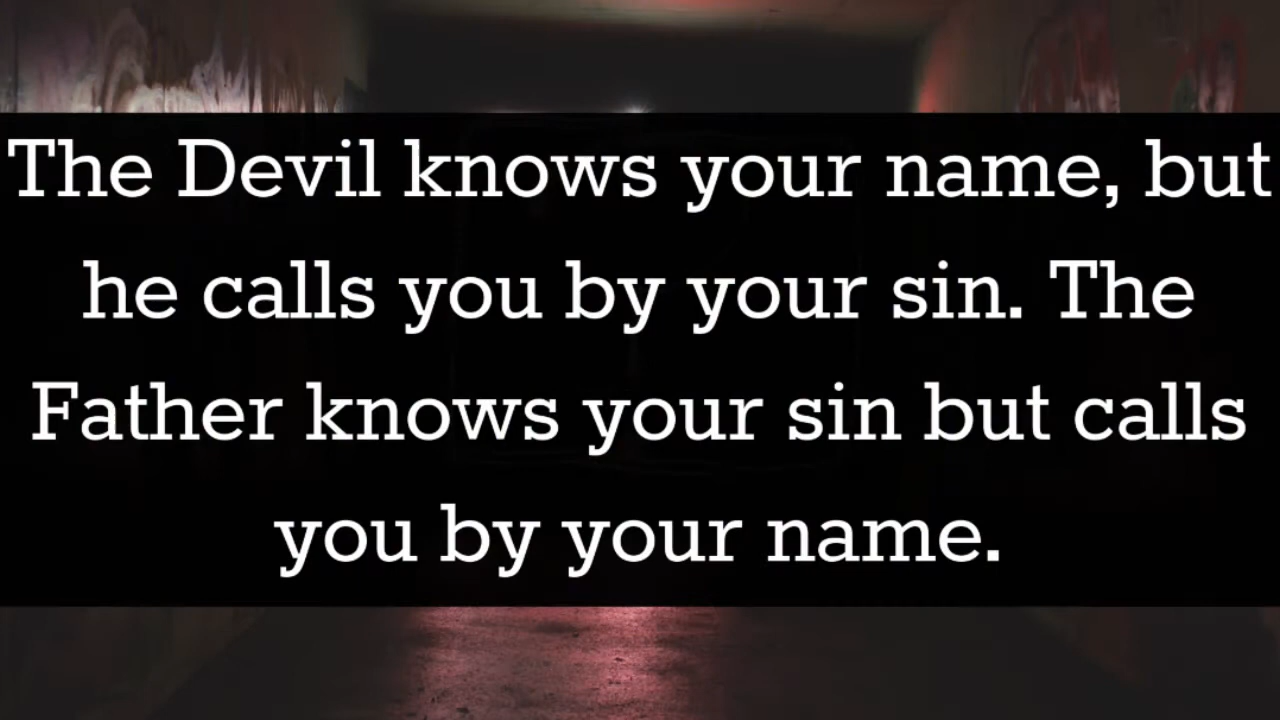 The Devil knows your name, but
he calls you by your sin. The
Father knows your sin but calls
you by your name.